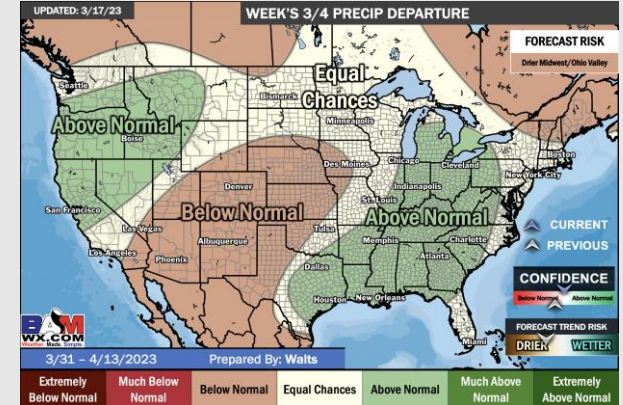 UPDATED: 3/17/23
WEEK'S 3/4 PRECIP DEPARTURE
FORECAST RISK
Drier Midwest/Ohio Valley
Seattle
Equal
Chances
Bismarck
Minneapolis
Above Normal
Boise
Boston
New York City
Des Moines
Chicago
Cleveland
Denver
Indianapolis
San Francisco
Below Normal
St. Louis
Above Normal
CURRENT
PREVIOUS
Las Vegas
Tulsa
Memphis
Charlotte
Los Angeles
Albuquerque
Phoenix
Atlanta
Dallas
CONFIDENCE
Below Normal
Above Normal
Houston
New Orleans
FORECAST TREND RISK
DRIER
WETTER
Miami
BAM
WX.COM
Weather. Made. Simple.
3/31 – 4/13/2023
Prepared By: Walts
Extremely
Below Normal
Much Below
Normal
Below Normal
Equal Chances
Above Normal
Much Above
Normal
Extremely
Above Normal